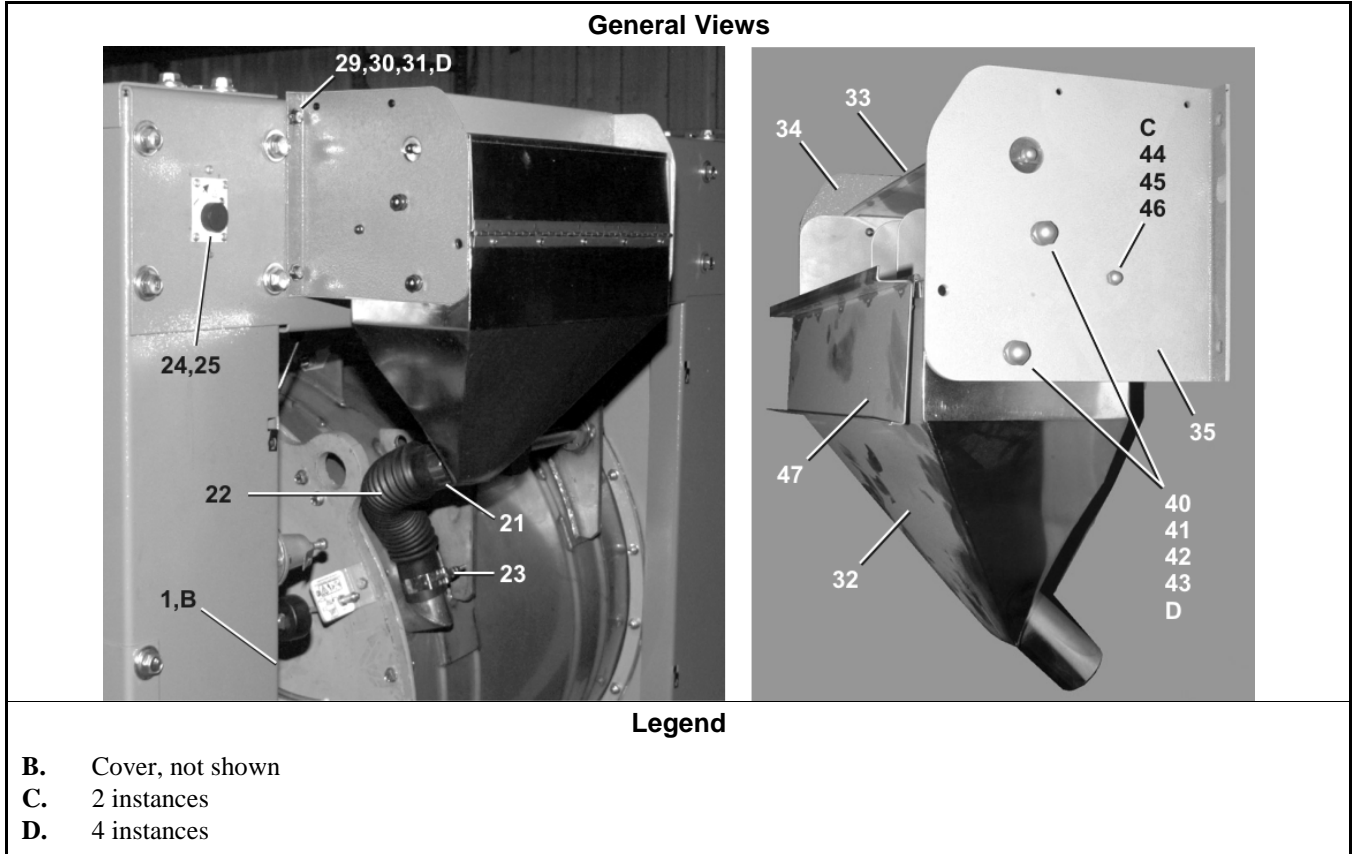 General Views
29,30,31,D
24,25
22
21
23
1,B
33
34
C
44
45
46
35
47
32
40
41
42
43
D
Legend
B. Cover, not shown
C. 2 instances
D. 4 instances